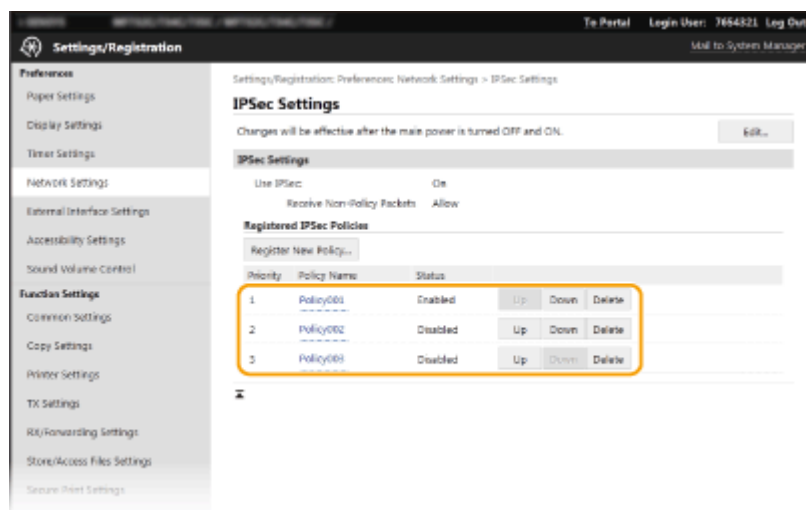 To Portal Login User: 7654321 Log Out
Settings/Registration
Mail to System Manager
Preferences
Paper Settings
Display Settings
Timer Settings
Network Settings
External Interface Settings
Accessibility Settings
Sound Volume Control
Function Settings
Common Settings
Copy Settings
Printer Settings
TX Settings
RX/Forwarding Settings
Store/Access Files Settings
Secure Print Settings
Settings/Registration: Preferences: Network Settings > IPSec Settings
IPSec Settings
Changes will be effective after the main power is turned OFF and ON.
Edit...
IPSec Settings
Use IPSec: On
Receive Non-Policy Packets Allow
Registered IPSec Policies
Register New Policy...
Priority Policy Name Status
1 Policy001 Enabled Up Down Delete
2 Policy002 Disabled Up Down Delete
3 Policy003 Disabled Up Down Delete